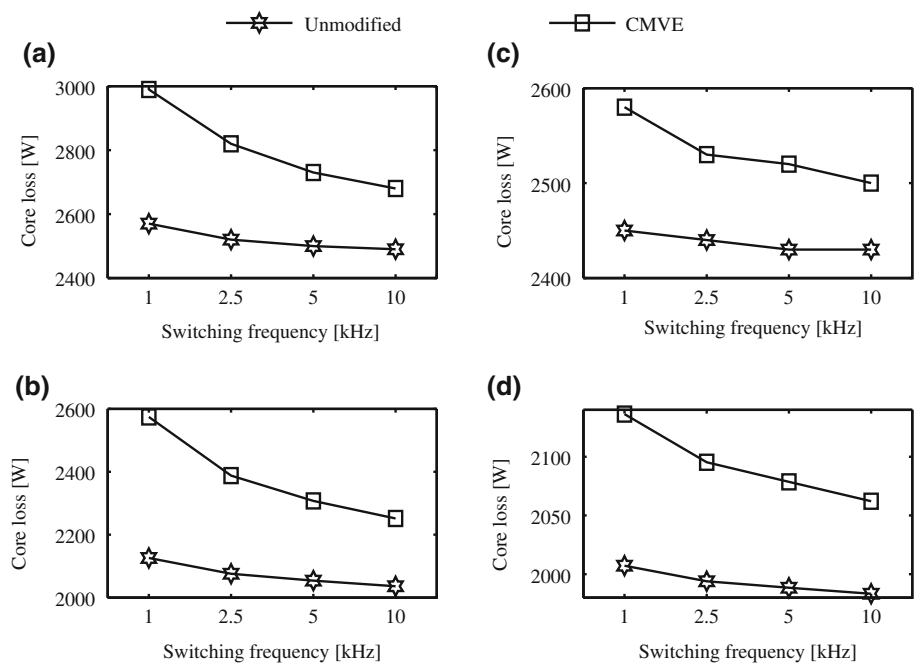 Unmodified
CMVE
(a)
3000
2800
2600
2400
Core loss [W]
1 2.5 5 10
Switching frequency [kHz]
(c)
2600
2500
2400
Core loss [W]
1 2.5 5 10
Switching frequency [kHz]
(b)
2600
2400
2200
2000
Core loss [W]
1 2.5 5 10
Switching frequency [kHz]
(d)
2100
2050
2000
Core loss [W]
1 2.5 5 10
Switching frequency [kHz]